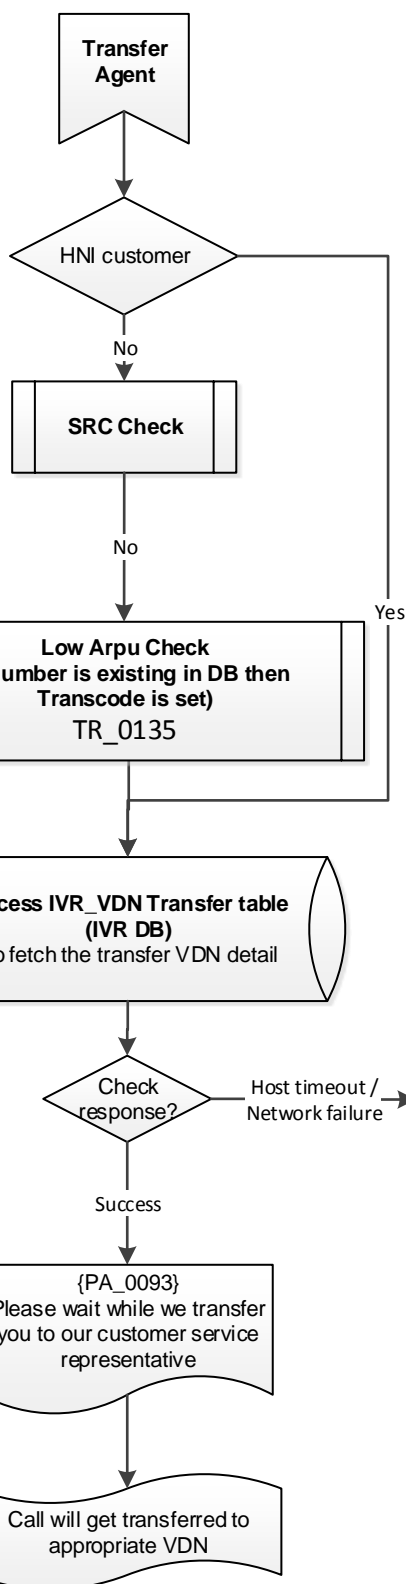 Transfer
Agent
HNI customer
No
SRC Check
No
Yes
Low Arpu Check
is existing in DB then
Transcode is set)
TR_0135
IVR_VDN Transfer table
(IVR DB)
fetch the transfer VDN detail
Check
response?
Host timeout /
Network failure
Success
{PA_0093}
Please wait while we transfer
you to our customer service
representative
Call will get transferred to
appropriate VDN